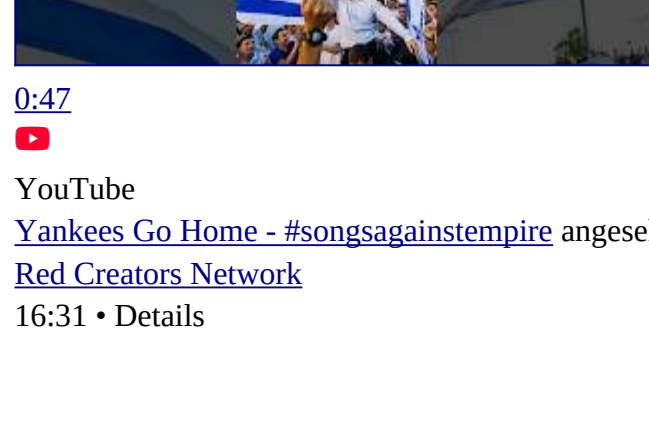 0:47
YouTube
Yankees Go Home - #songsagainstempire
Red Creators Network
16:31 • Details